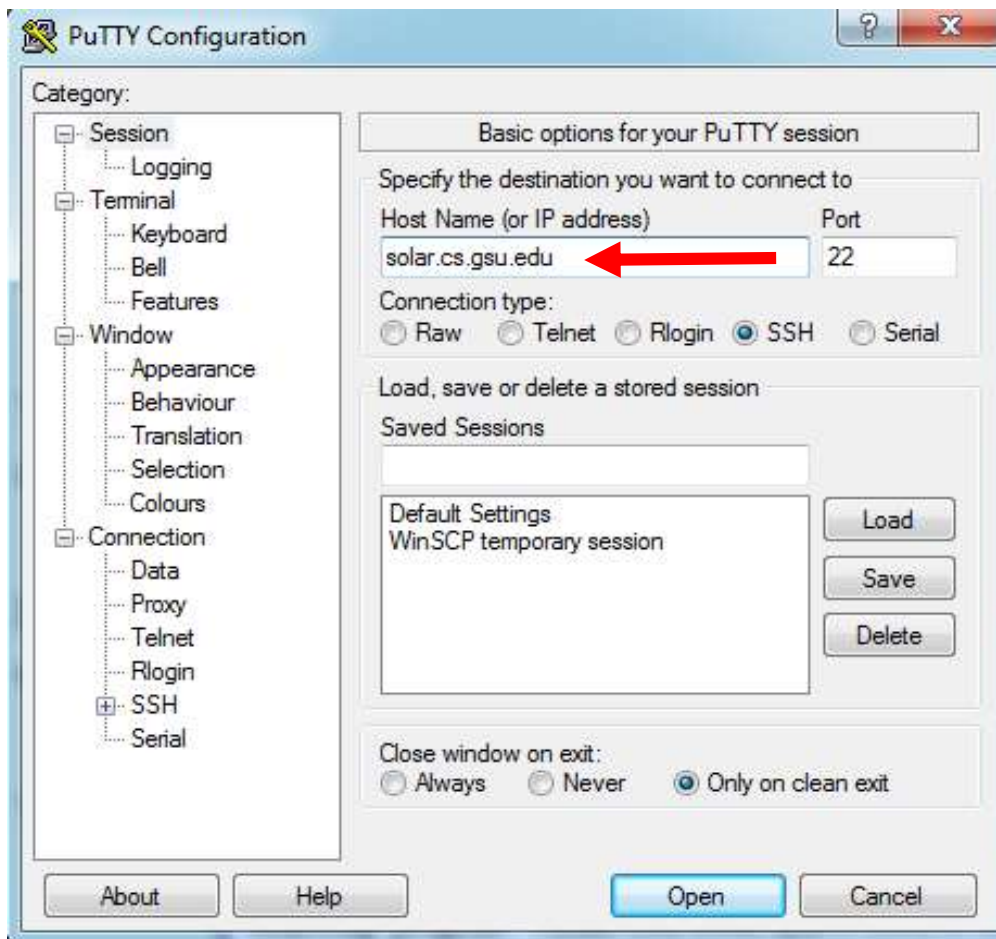 PuTTY Configuration
?
X
Category:
Session
Logging
Terminal
Keyboard
Bell
Features
Window
Appearance
Behaviour
Translation
Selection
Colours
Connection
Data
Proxy
Telnet
Rlogin
SSH
Serial
Basic options for your PuTTY session
Specify the destination you want to connect to
Host Name (or IP address) Port
solar.cs.gsu.edu 22
Connection type:
Raw Telnet Rlogin SSH Serial
Load, save or delete a stored session
Saved Sessions
Default Settings
WinSCP temporary session
Load
Save
Delete
Close window on exit:
Always Never Only on clean exit
About Help Open Cancel